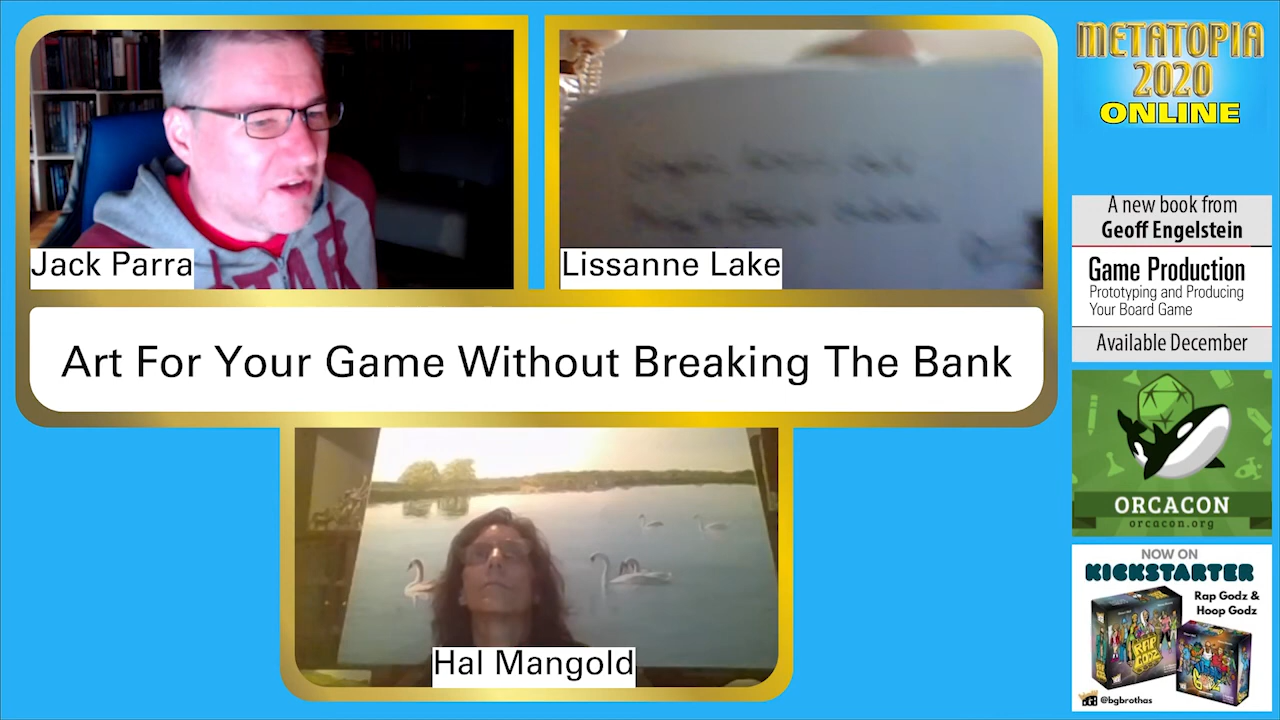 Jack Parra
Lissanne Lake
Art For Your Game Without Breaking The Bank
Hal Mangold
METATOPIA
2020
ONLINE
A new book from
Geoff Engelstein
Game Production
Prototyping and Producing
Your Board Game
Available December
ORCACON
orcacon.org
NOW ON
KICKSTARTER
Rap Godz &
Hoop Godz
RAP
GODZ
@bgbrothas